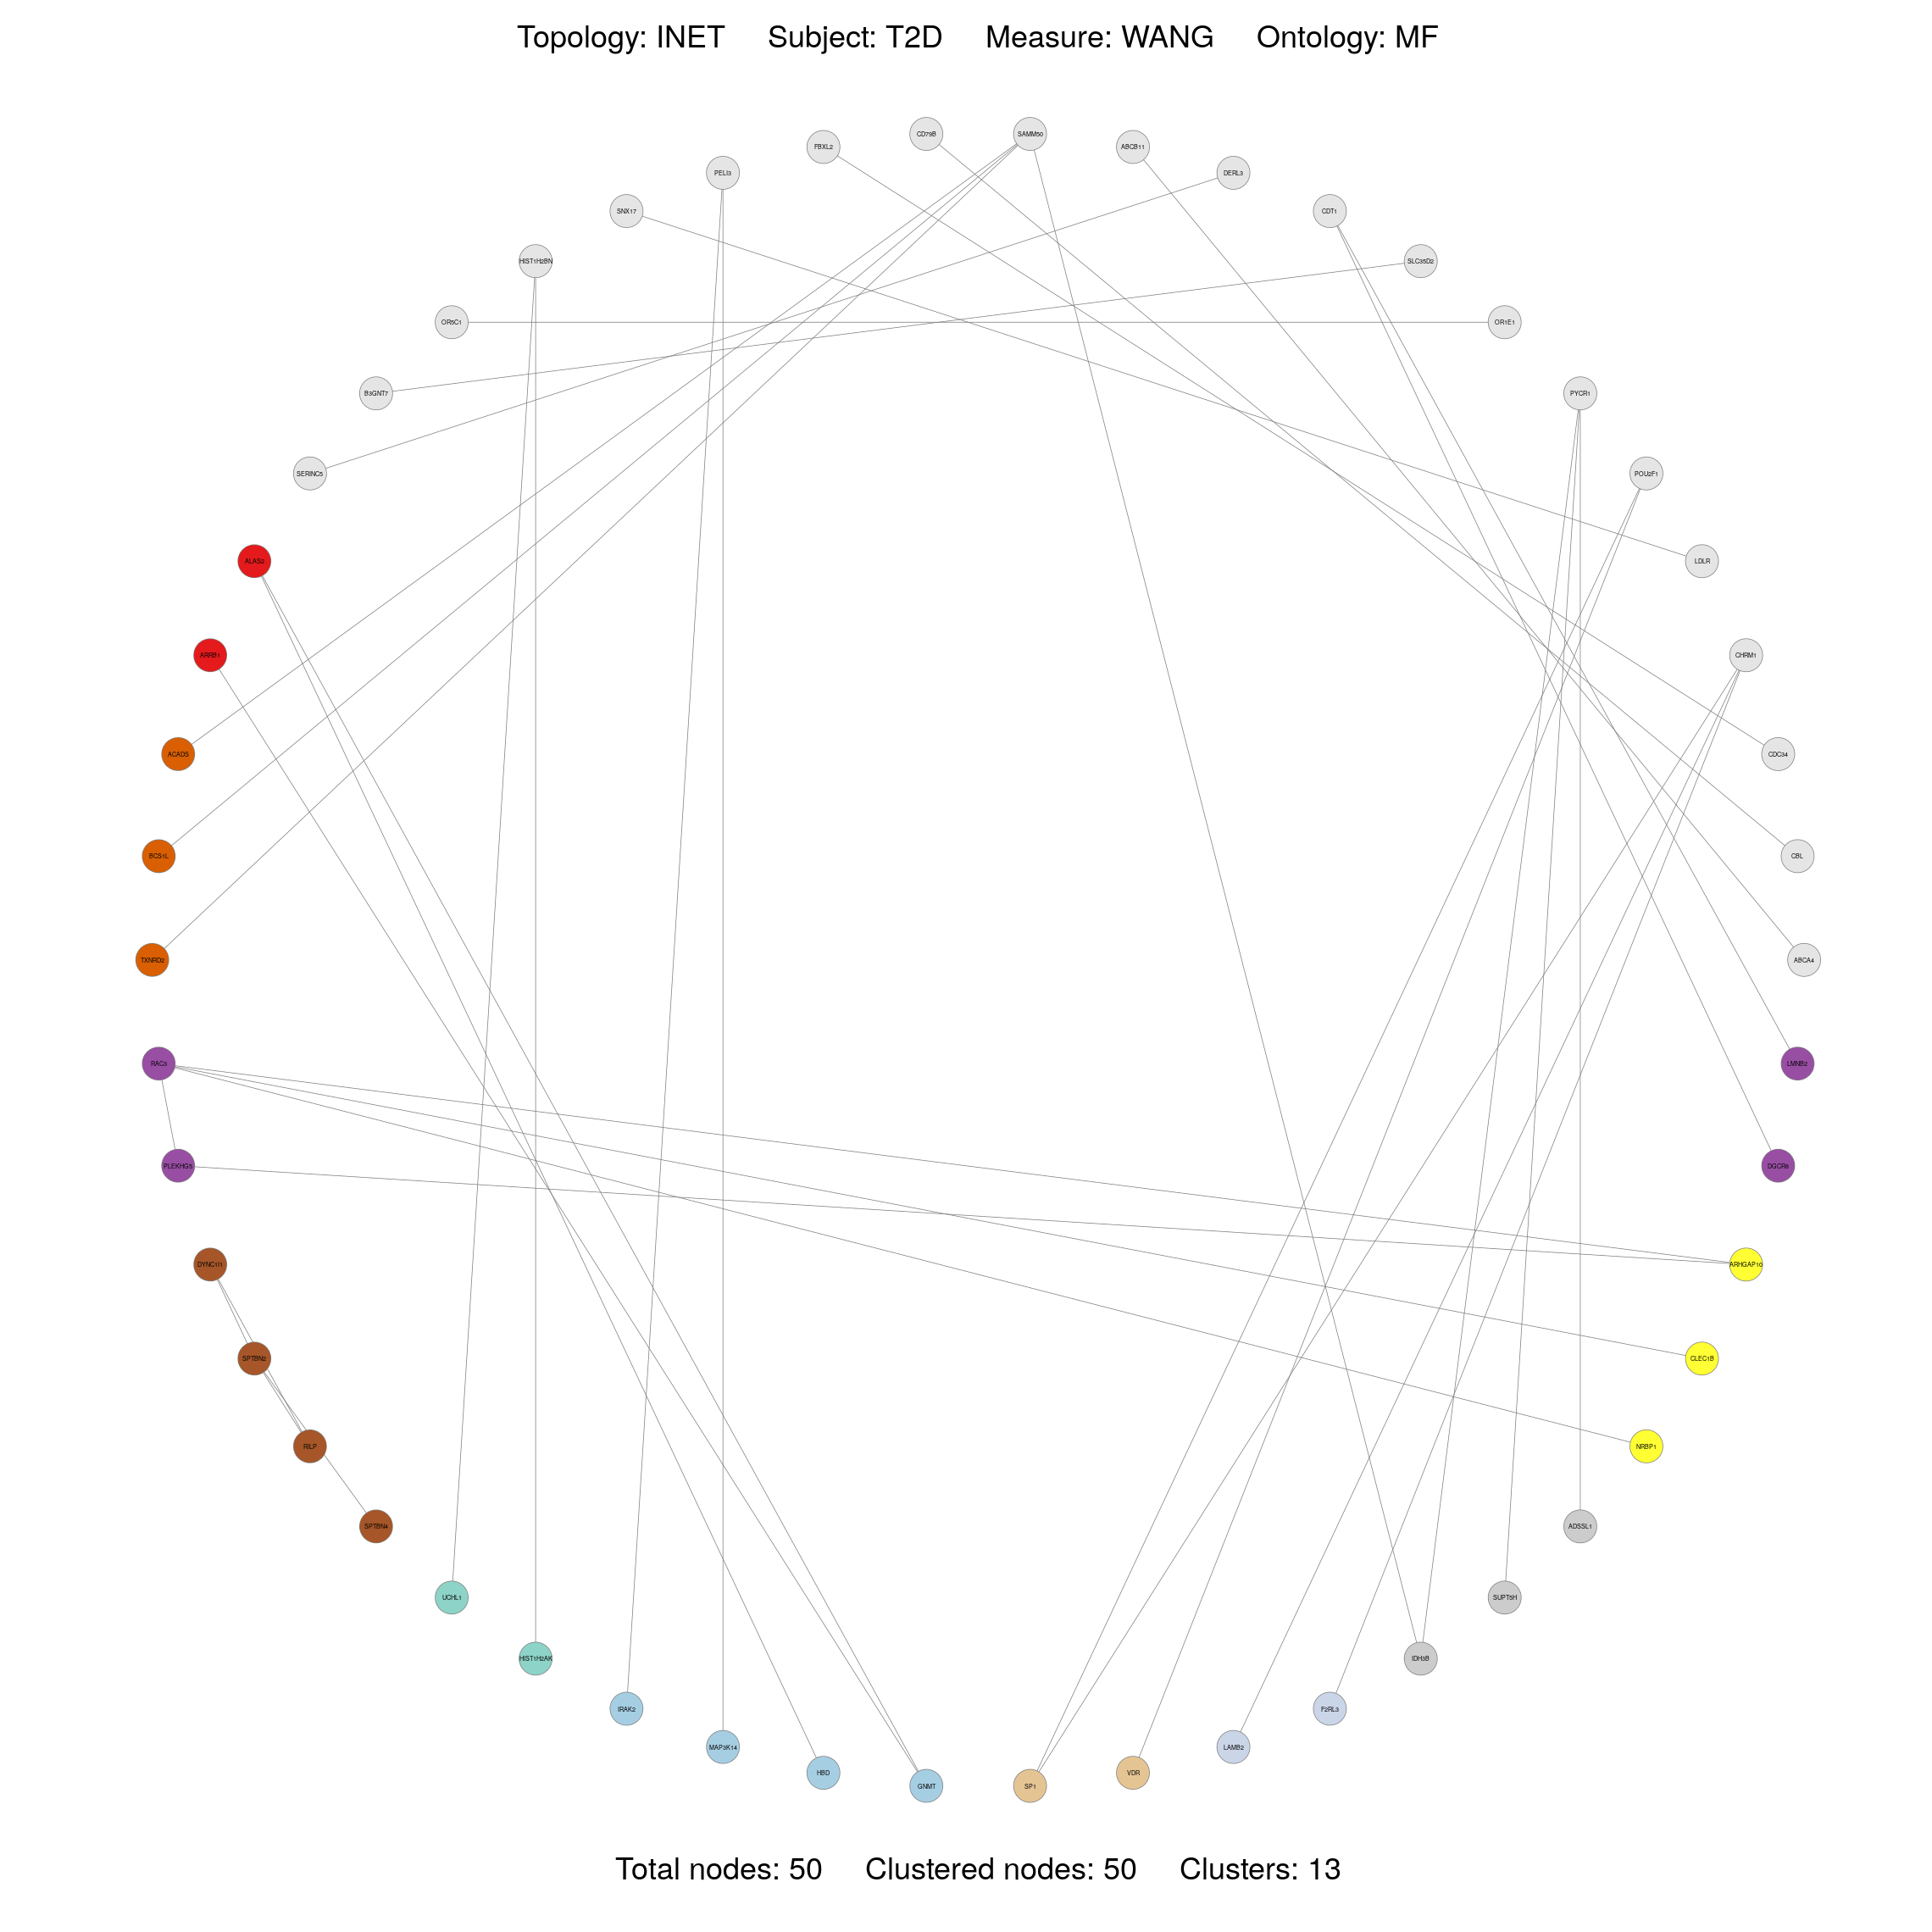 Topology: INET Subject: T2D Measure: WANG Ontology: MF
CD79B
SAMM50
FBXL2
ABCB11
PELI3
DERL3
SNX17
CDT1
HIST1H2BN
SLC35D2
OR5C1
OR1E1
B3GNT7
PYCR1
SERINC5
POU2F1
ALAS2
LDLR
ARRB1
CHRM1
ACADS
CDC34
BCS1L
CBL
TXNRD2
ABCA4
RAC3
LMNB2
PLEKHG5
DGCR8
DYNC1I1
ARHGAP10
SPTBN2
CLEC1B
RILP
NRBP1
SPTBN4
ADSSL1
UCHL1
SUPT5H
HIST1H2AK
IDH3B
IRAK2
F2RL3
MAP3K14
LAMB2
HBD
VDR
GNMT
SP1
Total nodes: 50 Clustered nodes: 50 Clusters: 13